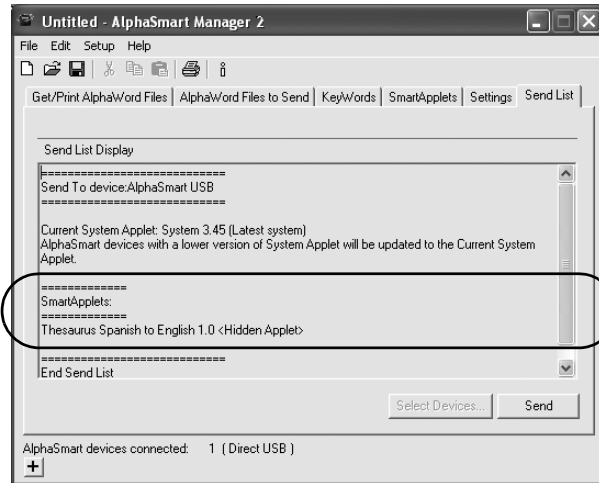 Untitled - AlphaSmart Manager 2
File Edit Setup Help
Get/Print AlphaWord Files AlphaWord Files to Send KeyWords SmartApplets Settings Send List
Send List Display
============================
Send To device:AlphaSmart USB
============================
Current System Applet: System 3.45 (Latest system)
AlphaSmart devices with a lower version of System Applet will be updated to the Current System
Applet.
=============
SmartApplets:
=============
Thesaurus Spanish to English 1.0 <Hidden Applet>
============================
End Send List
Select Devices... Send
AlphaSmart devices connected: 1 ( Direct USB )
+